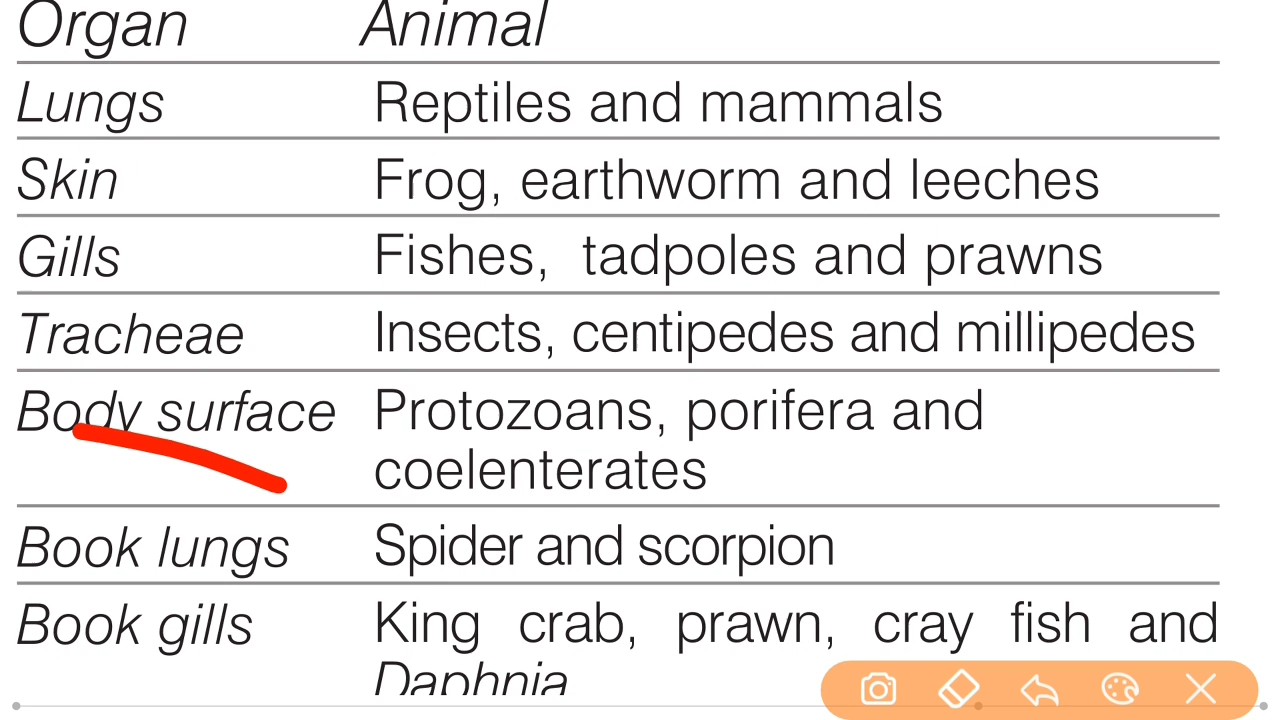 Organ Animal
Lungs Reptiles and mammals
Skin Frog, earthworm and leeches
Gills Fishes, tadpoles and prawns
Tracheae Insects, centipedes and millipedes
Body surface Protozoans, porifera and
coelenterates
Book lungs Spider and scorpion
Book gills King crab, prawn, cray fish and
Daphnia